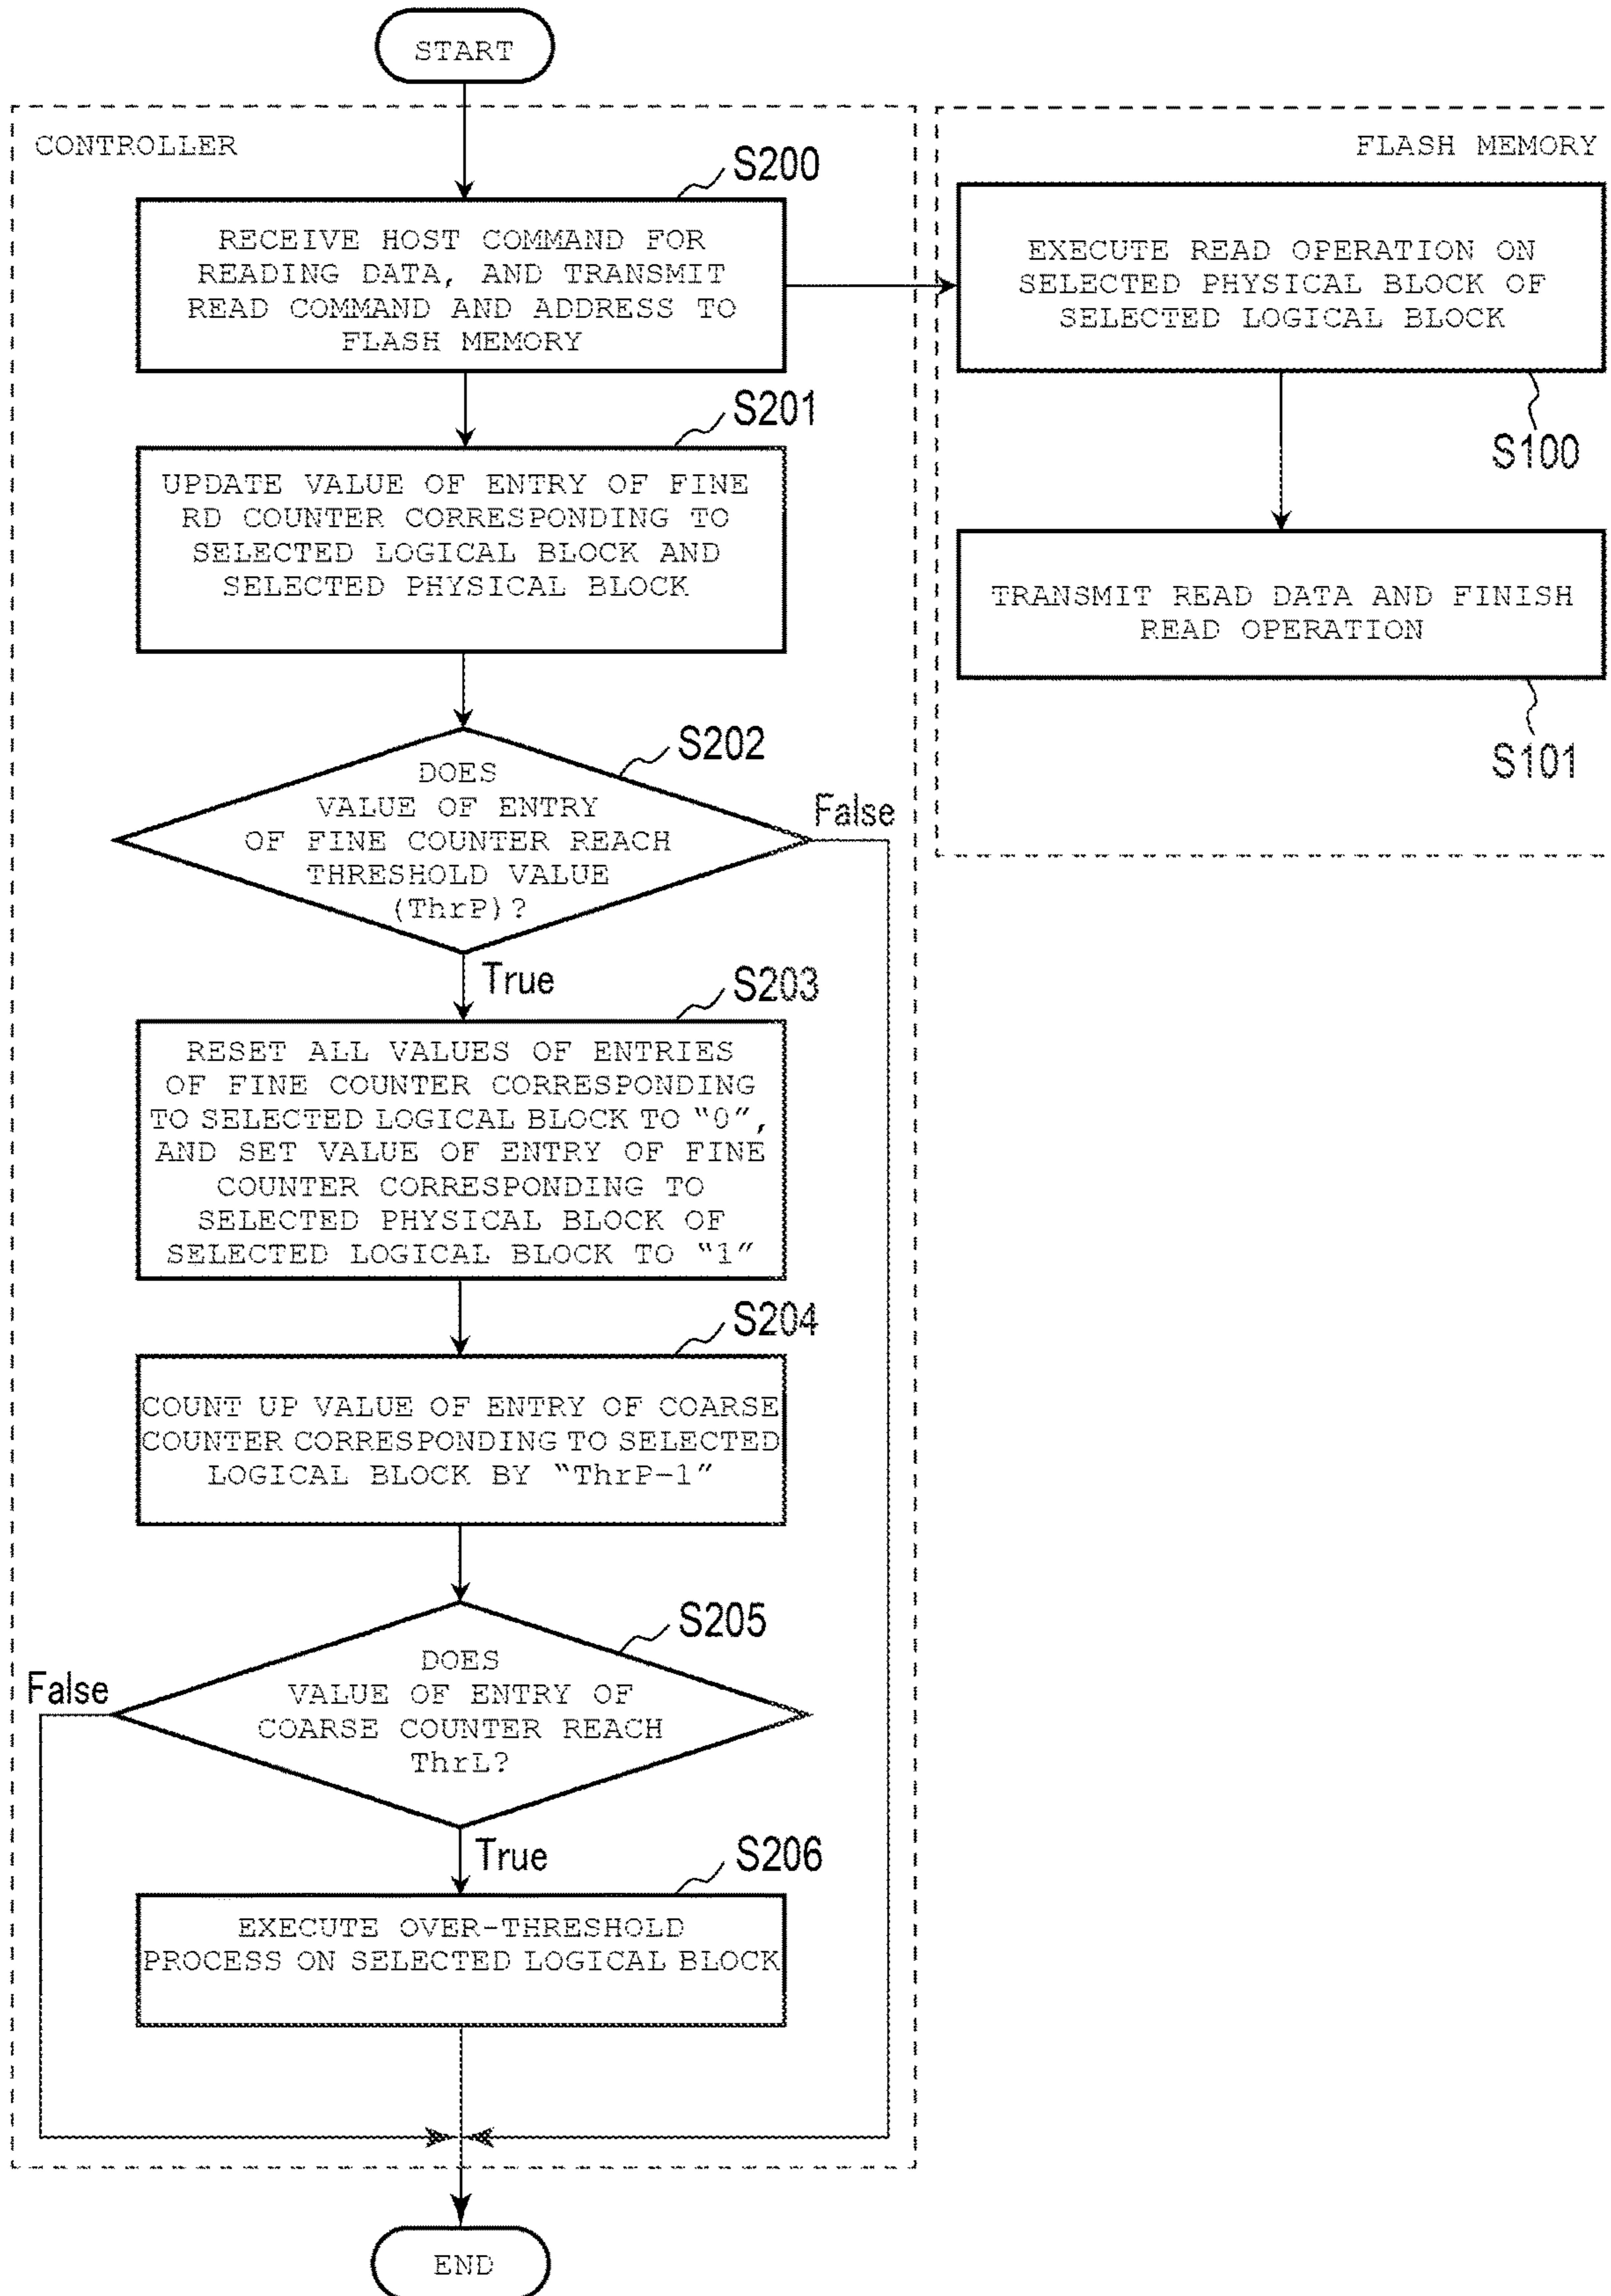 START
CONTROLLER
S200
RECEIVE HOST COMMAND FOR
READING DATA, AND TRANSMIT
READ COMMAND AND ADDRESS TO
FLASH MEMORY
S201
UPDATE VALUE OF ENTRY OF FINE
RD COUNTER CORRESPONDING TO
SELECTED LOGICAL BLOCK AND
SELECTED PHYSICAL BLOCK
S202
DOES
VALUE OF ENTRY
OF FINE COUNTER REACH
THRESHOLD VALUE
(ThrP)?
False
True
S203
RESET ALL VALUES OF ENTRIES
OF FINE COUNTER CORRESPONDING
TO SELECTED LOGICAL BLOCK TO “0”,
AND SET VALUE OF ENTRY OF FINE
COUNTER CORRESPONDING TO
SELECTED PHYSICAL BLOCK OF
SELECTED LOGICAL BLOCK TO “1”
S204
COUNT UP VALUE OF ENTRY OF COARSE
COUNTER CORRESPONDING TO SELECTED
LOGICAL BLOCK BY “ThrP-1”
S205
DOES
VALUE OF ENTRY OF
COARSE COUNTER REACH
ThrL?
False
True
S206
EXECUTE OVER-THRESHOLD
PROCESS ON SELECTED LOGICAL BLOCK
END
FLASH MEMORY
EXECUTE READ OPERATION ON
SELECTED PHYSICAL BLOCK OF
SELECTED LOGICAL BLOCK
S100
TRANSMIT READ DATA AND FINISH
READ OPERATION
S101